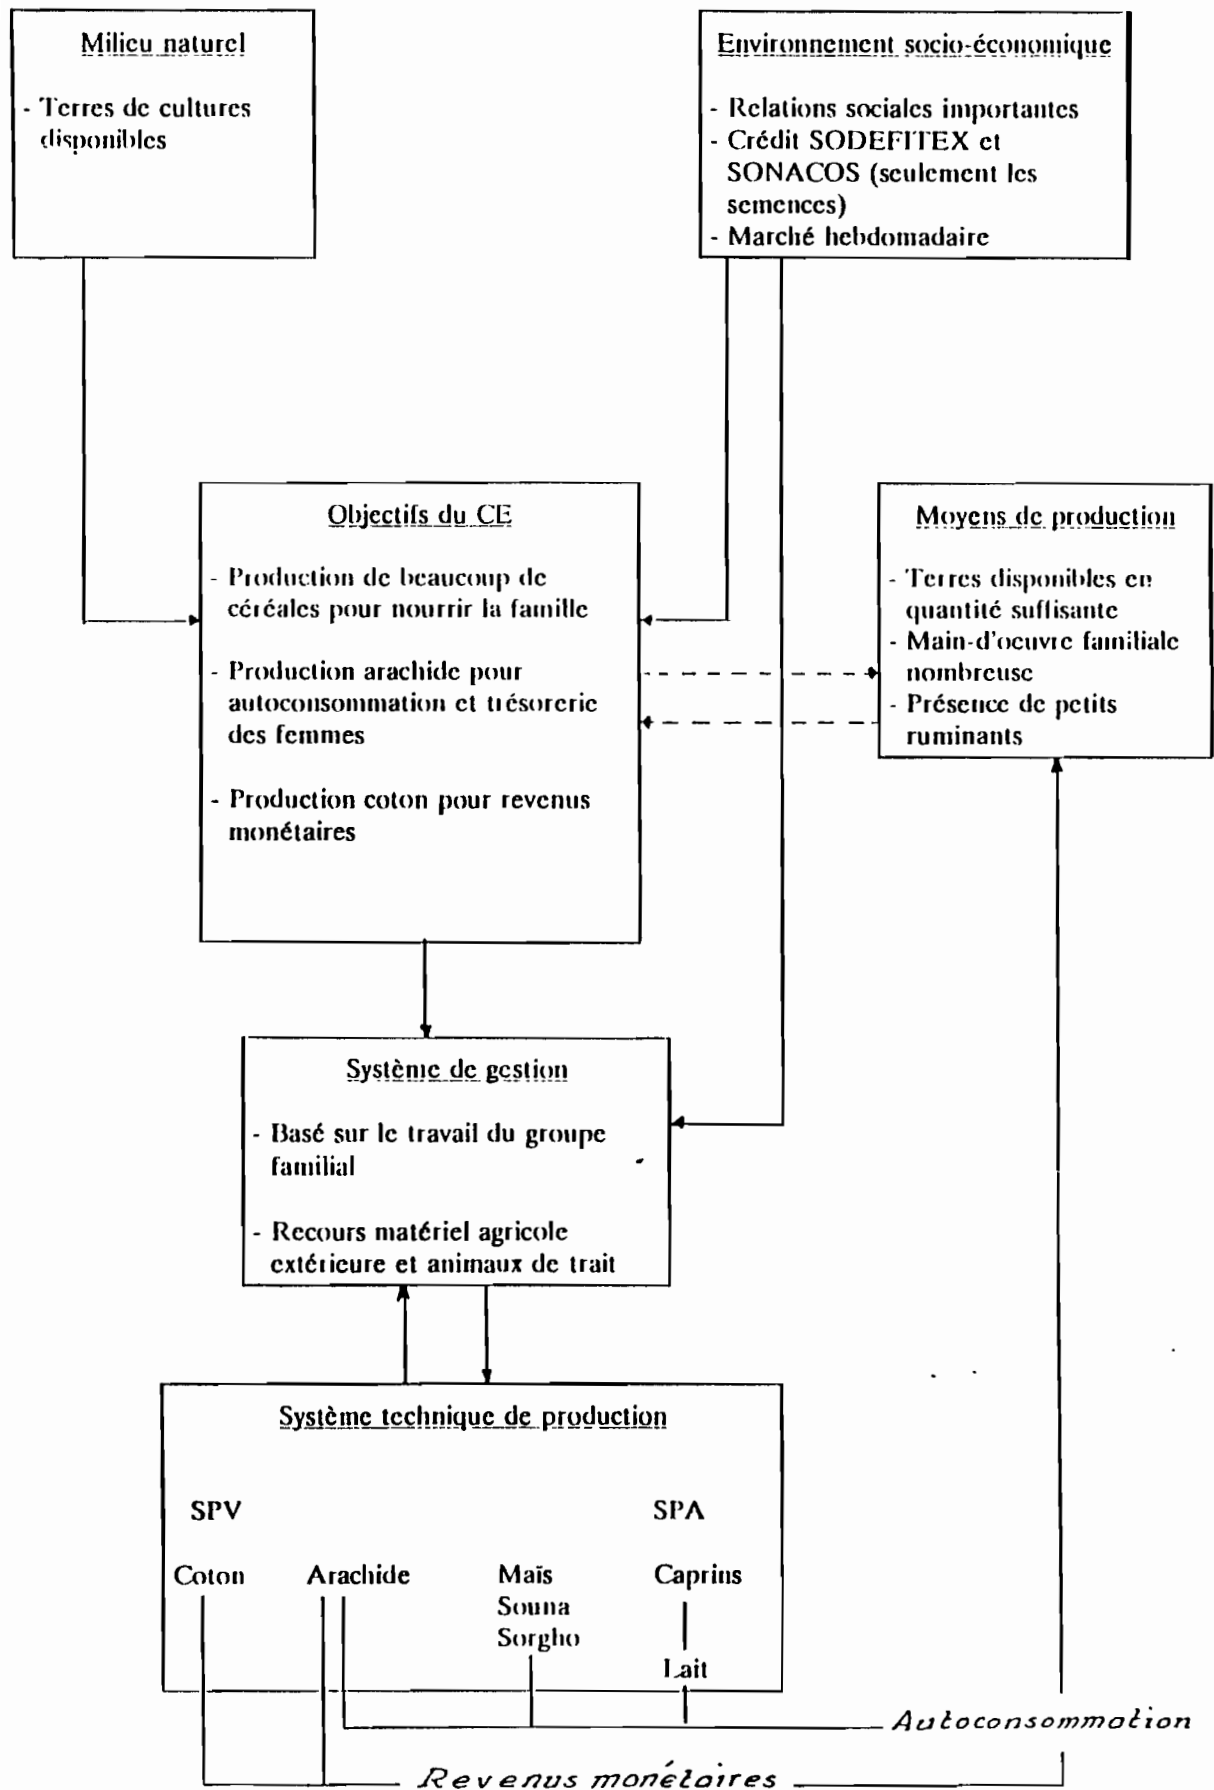 Milieu naturel
- Terres de cultures
disponibles
Environnement socio-économique
- Relations sociales importantes
- Crédit SODEFITEX et
SONACOS (seulement les
semences)
- Marché hebdomadaire
Objectifs du CE
- Production de beaucoup de
céréales pour nourrir la famille
- Production arachide pour
autoconsommation et trésorerie
des femmes
- Production coton pour revenus
monétaires
Moyens de production
- Terres disponibles en
quantité suffisante
- Main-d'oeuvre familiale
nombreuse
- Présence de petits
ruminants
Système de gestion
- Basé sur le travail du groupe
familial
- Recours matériel agricole
extérieure et animaux de trait
Système technique de production
SPV SPA
Coton Arachide Maïs Caprins
Souna
Sorgho
Lait
Autoconsommation
Revenus monétaires